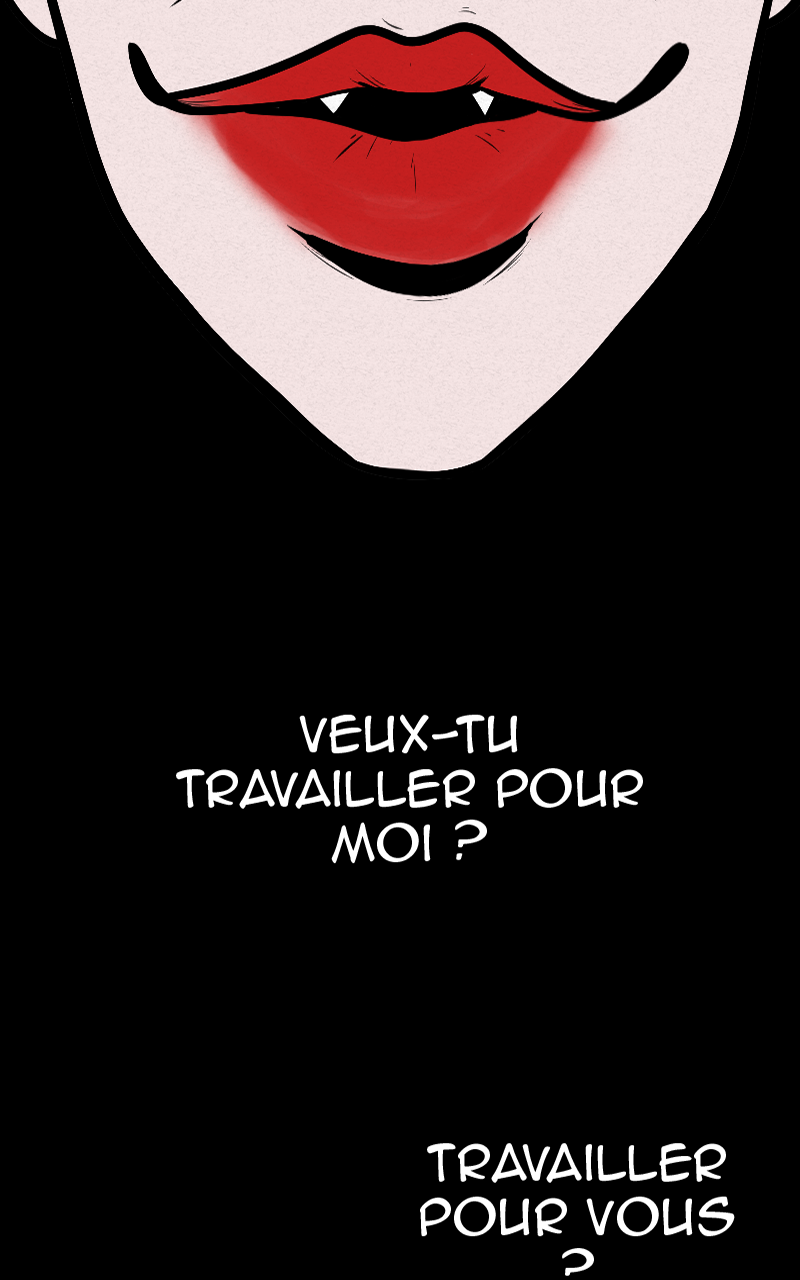 VEUX-TU
TRAVAILLER POUR
MOI ?
TRAVAILLER
POUR VOUS
?